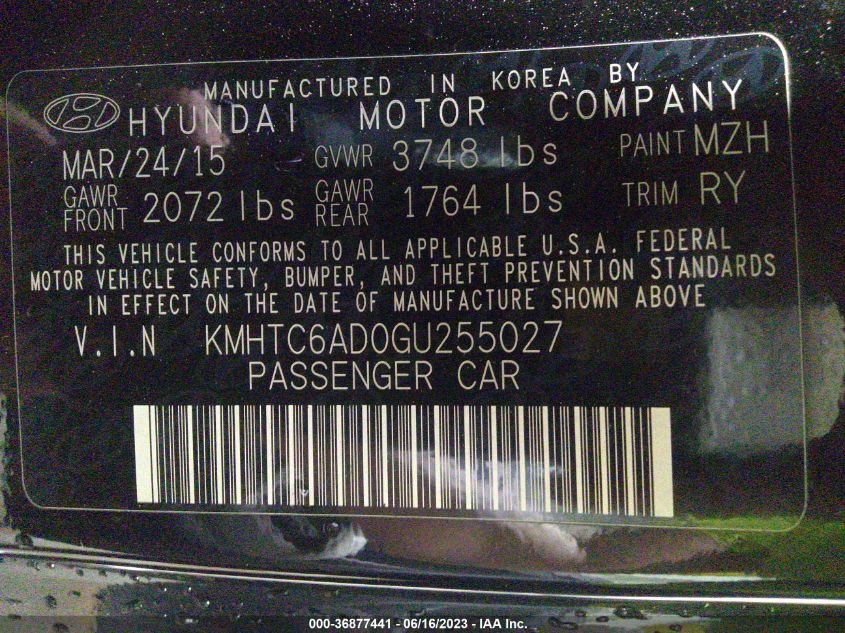 MANUFACTURED IN KOREA BY
HYUNDAI MOTOR COMPANY
MAR/24/15 GVWR 3748 lbs PAINT MZH
GAWR FRONT 2072 lbs GAWR REAR 1764 lbs TRIM RY
THIS VEHICLE CONFORMS TO ALL APPLICABLE U.S.A. FEDERAL
MOTOR VEHICLE SAFETY, BUMPER, AND THEFT PREVENTION STANDARDS
IN EFFECT ON THE DATE OF MANUFACTURE SHOWN ABOVE
V.I.N KMHTC6AD0GU255027
PASSENGER CAR
000-36877441 - 06/16/2023 - IAA Inc.